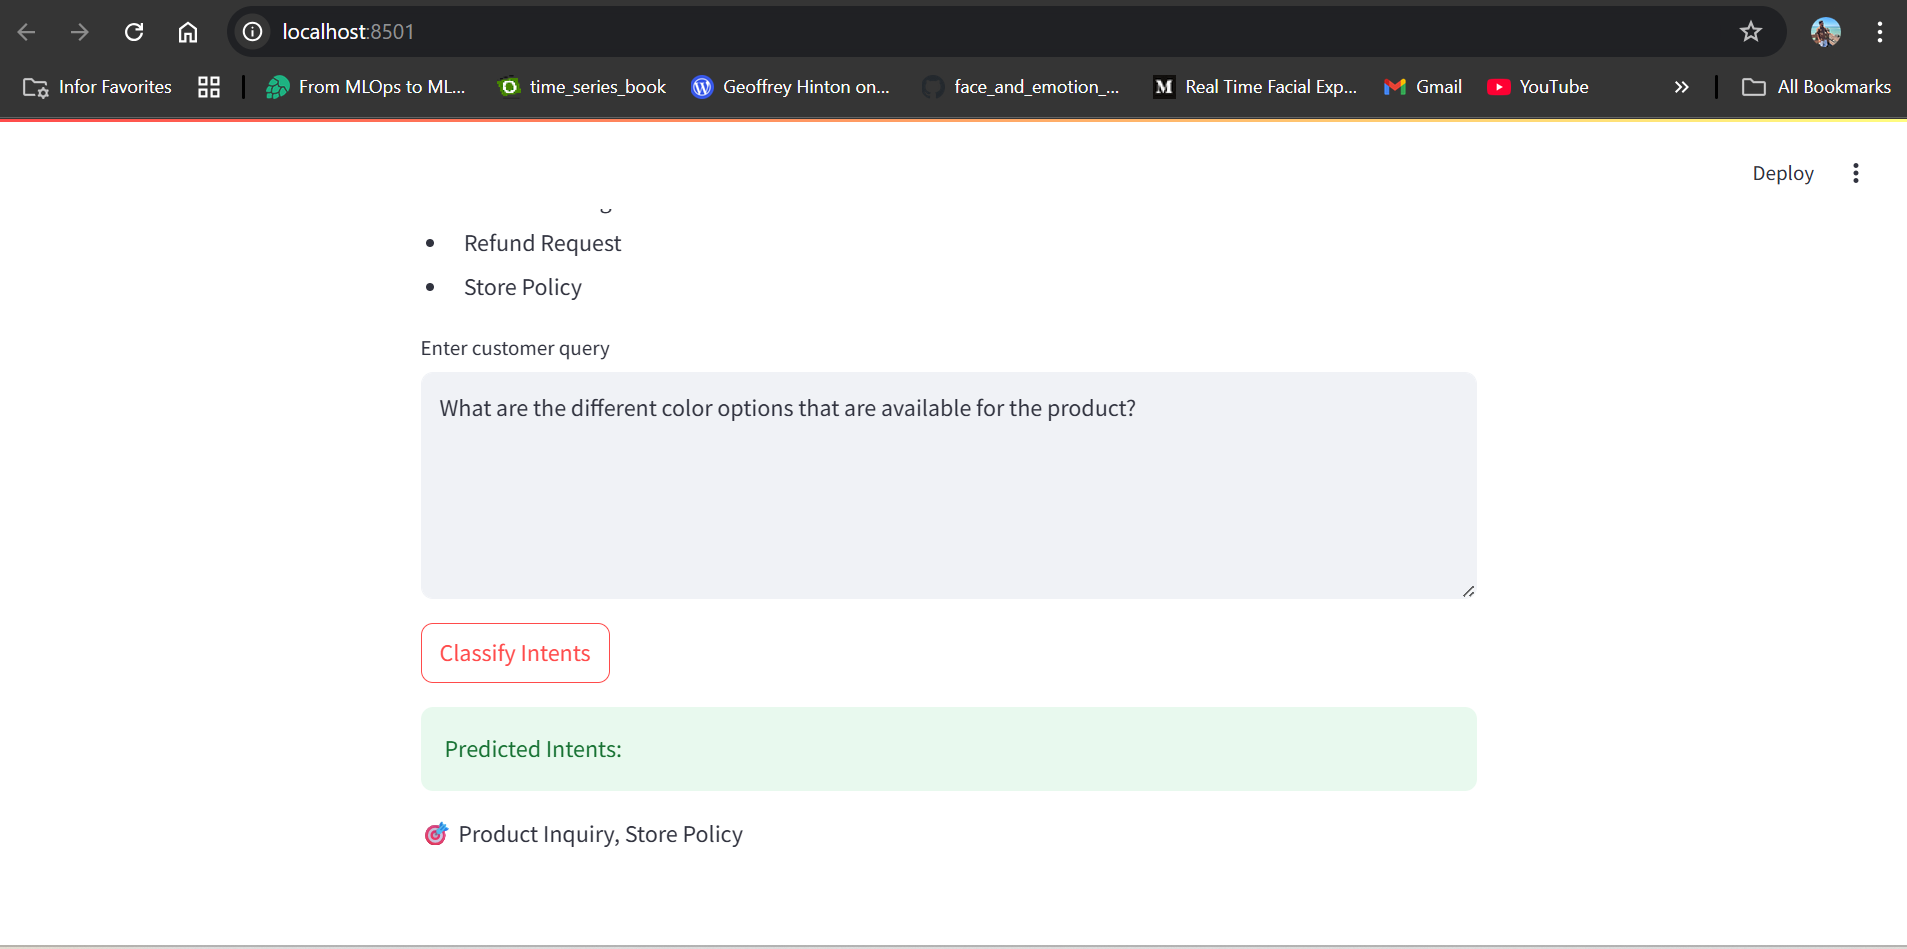 localhost:8501
Infor Favorites
From MLOps to ML...
time_series_book
Geoffrey Hinton on...
face_and_emotion_...
Real Time Facial Exp...
Gmail
YouTube
All Bookmarks
Deploy
Refund Request
Store Policy
Enter customer query
What are the different color options that are available for the product?
Classify Intents
Predicted Intents:
Product Inquiry, Store Policy